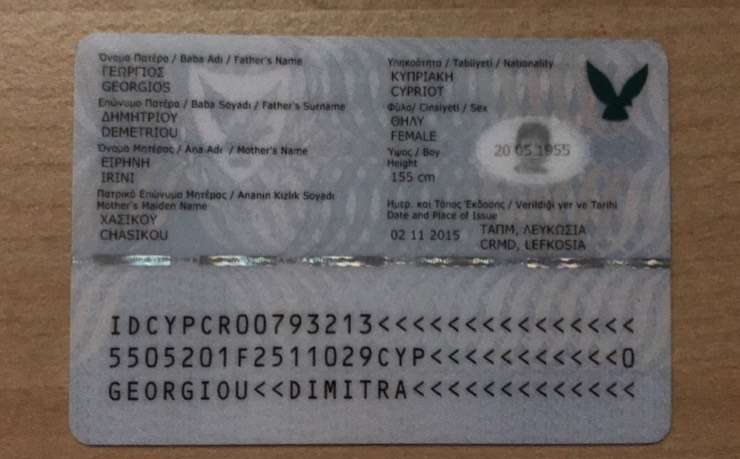 Όνομα Πατέρα / Baba Adı / Father's Name
ΓΕΩΡΓΙΟΣ
GEORGIOS
Επώνυμο Πατέρα / Baba Soyadı / Father's Surname
ΔΗΜΗΤΡΙΟΥ
DEMETRIOU
Όνομα Μητέρας / Ana Adı / Mother's Name
ΕΙΡΗΝΗ
IRINI
Πατρικό Επώνυμο Μητέρας / Ananın Kızlık Soyadı
Mother's Maiden Name
ΧΑΣΙΚΟΥ
CHASIKOU
Υπηκοότητα / Tabiiyeti / Nationality
ΚΥΠΡΙΑΚΗ
CYPRIOT
Φύλο/ Cinsiyeti / Sex
ΘΗΛΥ
FEMALE
Ύψος / Boy
Height
155 cm
20 05 1955
Ημερ. και Τόπος Έκδοσης / Verildiği yer ve Tarihi
Date and Place of Issue
02 11 2015 ΤΑΠΜ, ΛΕΥΚΩΣΙΑ
CRMD, LEFKOSIA
IDCYPCR00793213<<<<<<<<<<<<<<<
5505201F2511029CYP<<<<<<<<<<<0
GEORGIOU<<DIMITRA<<<<<<<<<<<<<